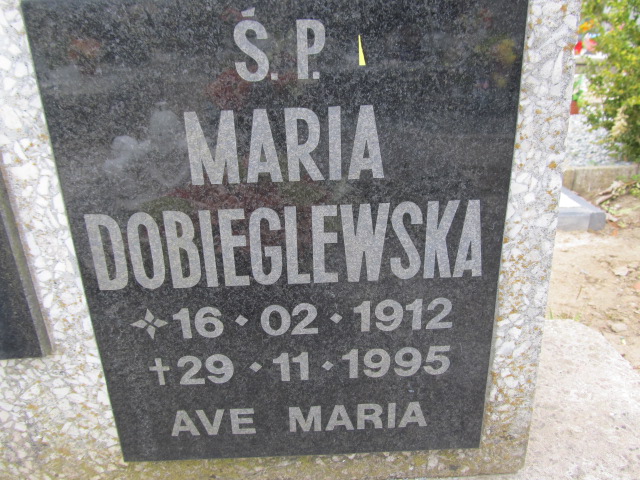 Ś. P.
MARIA
DOBIEGLEWSKA
16 · 02 · 1912
†29 · 11 · 1995
AVE MARIA